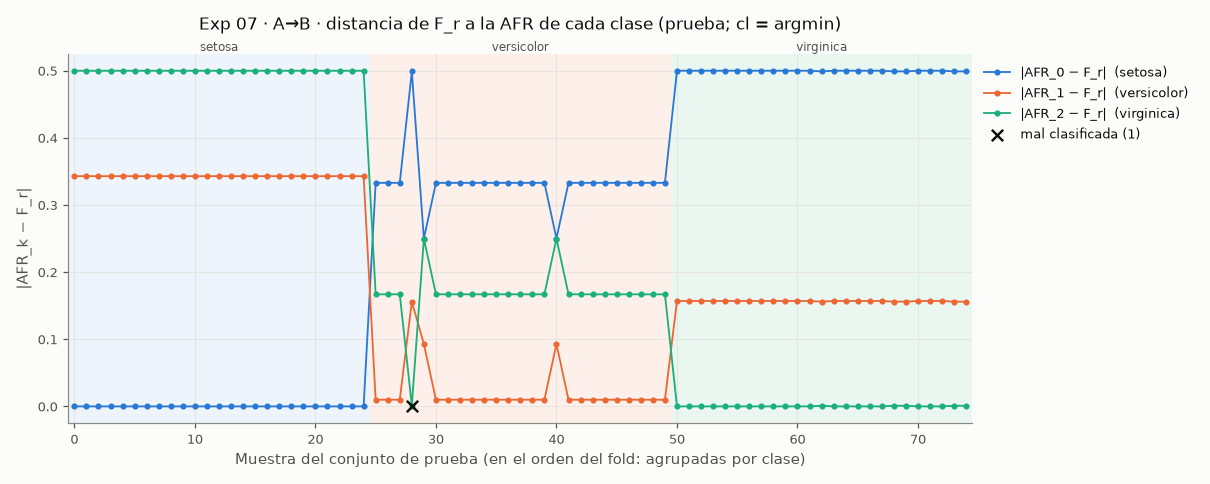 Exp 07 · A→B · distancia de F_r a la AFR de cada clase (prueba; cl = argmin)
setosa
versicolor
virginica
|AFR_0 − F_r| (setosa)
|AFR_1 − F_r| (versicolor)
|AFR_2 − F_r| (virginica)
mal clasificada (1)
|AFR_k − F_r|
0.5
0.4
0.3
0.2
0.1
0.0
0 10 20 30 40 50 60 70
Muestra del conjunto de prueba (en el orden del fold: agrupadas por clase)